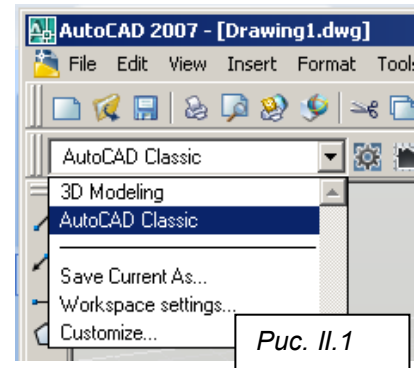 AutoCAD 2007 - [Drawing1.dwg]
File Edit View Insert Format Tools
AutoCAD Classic
3D Modeling
AutoCAD Classic
Save Current As...
Workspace settings...
Customize...
Рис. II.1